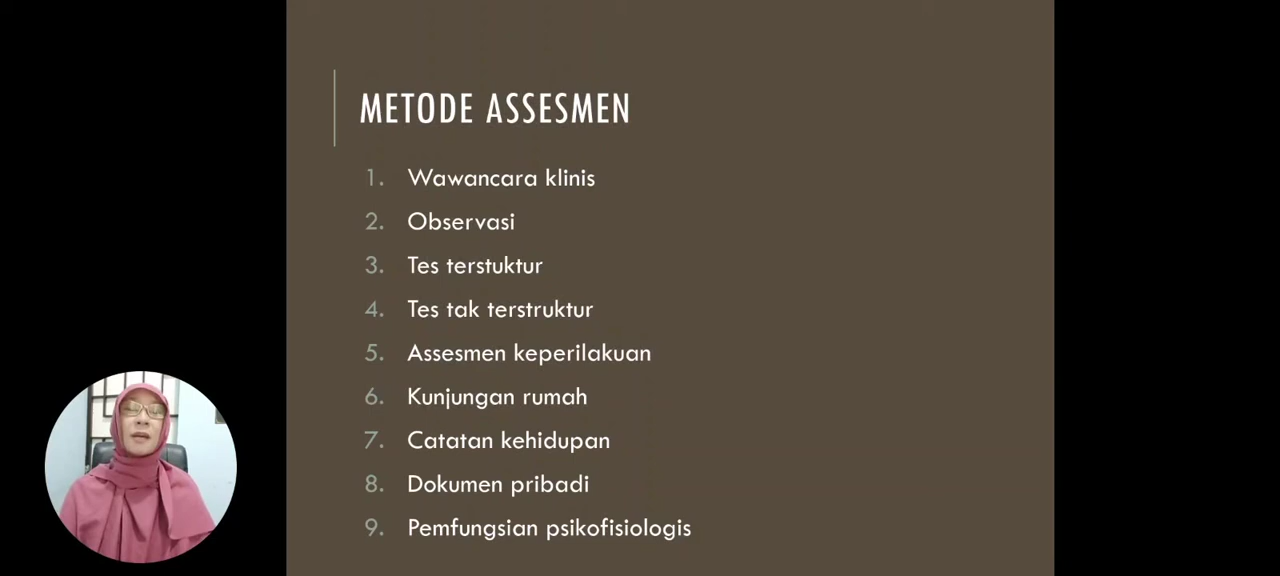 METODE ASSESMEN
1. Wawancara klinis
2. Observasi
3. Tes terstuktur
4. Tes tak terstruktur
5. Assesmen keperilakuan
6. Kunjungan rumah
7. Catatan kehidupan
8. Dokumen pribadi
9. Pemfungsian psikofisiologis